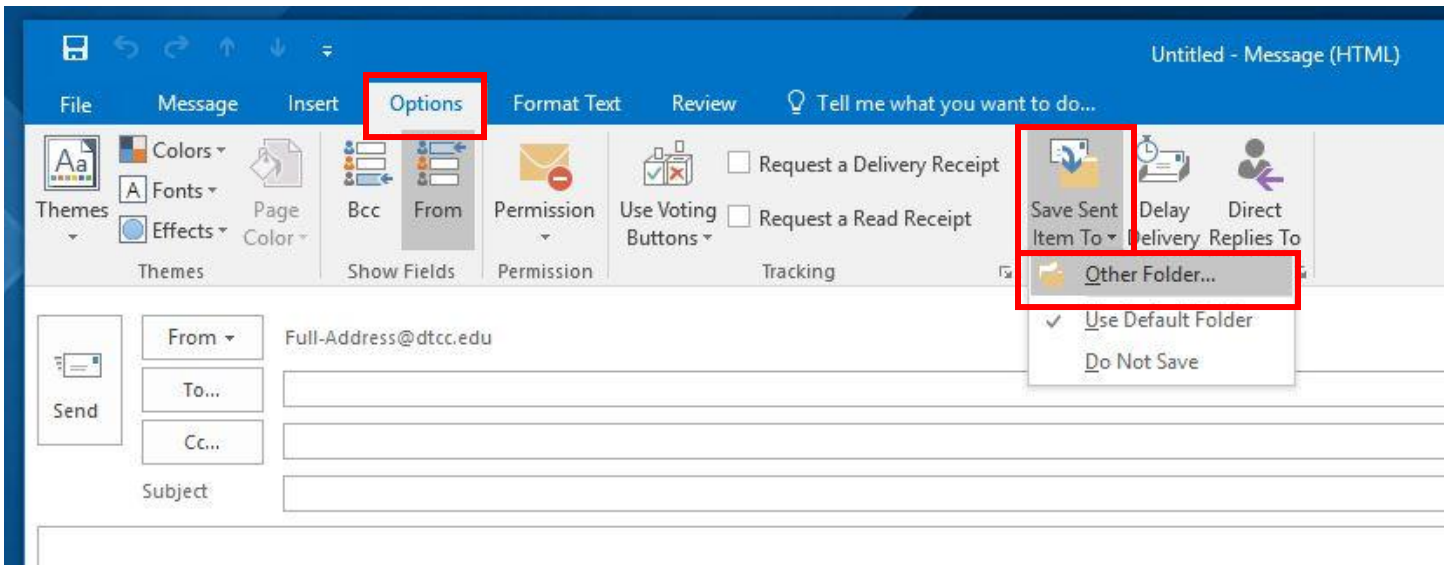 Untitled - Message (HTML)
File Message Insert Options Format Text Review Tell me what you want to do...
Aa
Themes
Colors
A Fonts
Effects
Page
Color
Themes
Bcc
From
Show Fields
Permission
Permission
Use Voting
Buttons
Request a Delivery Receipt
Request a Read Receipt
Tracking
Save Sent
Item To
Delay
Delivery
Direct
Replies To
Other Folder...
Use Default Folder
Do Not Save
Send
From
Full-Address@dtcc.edu
To...
Cc...
Subject